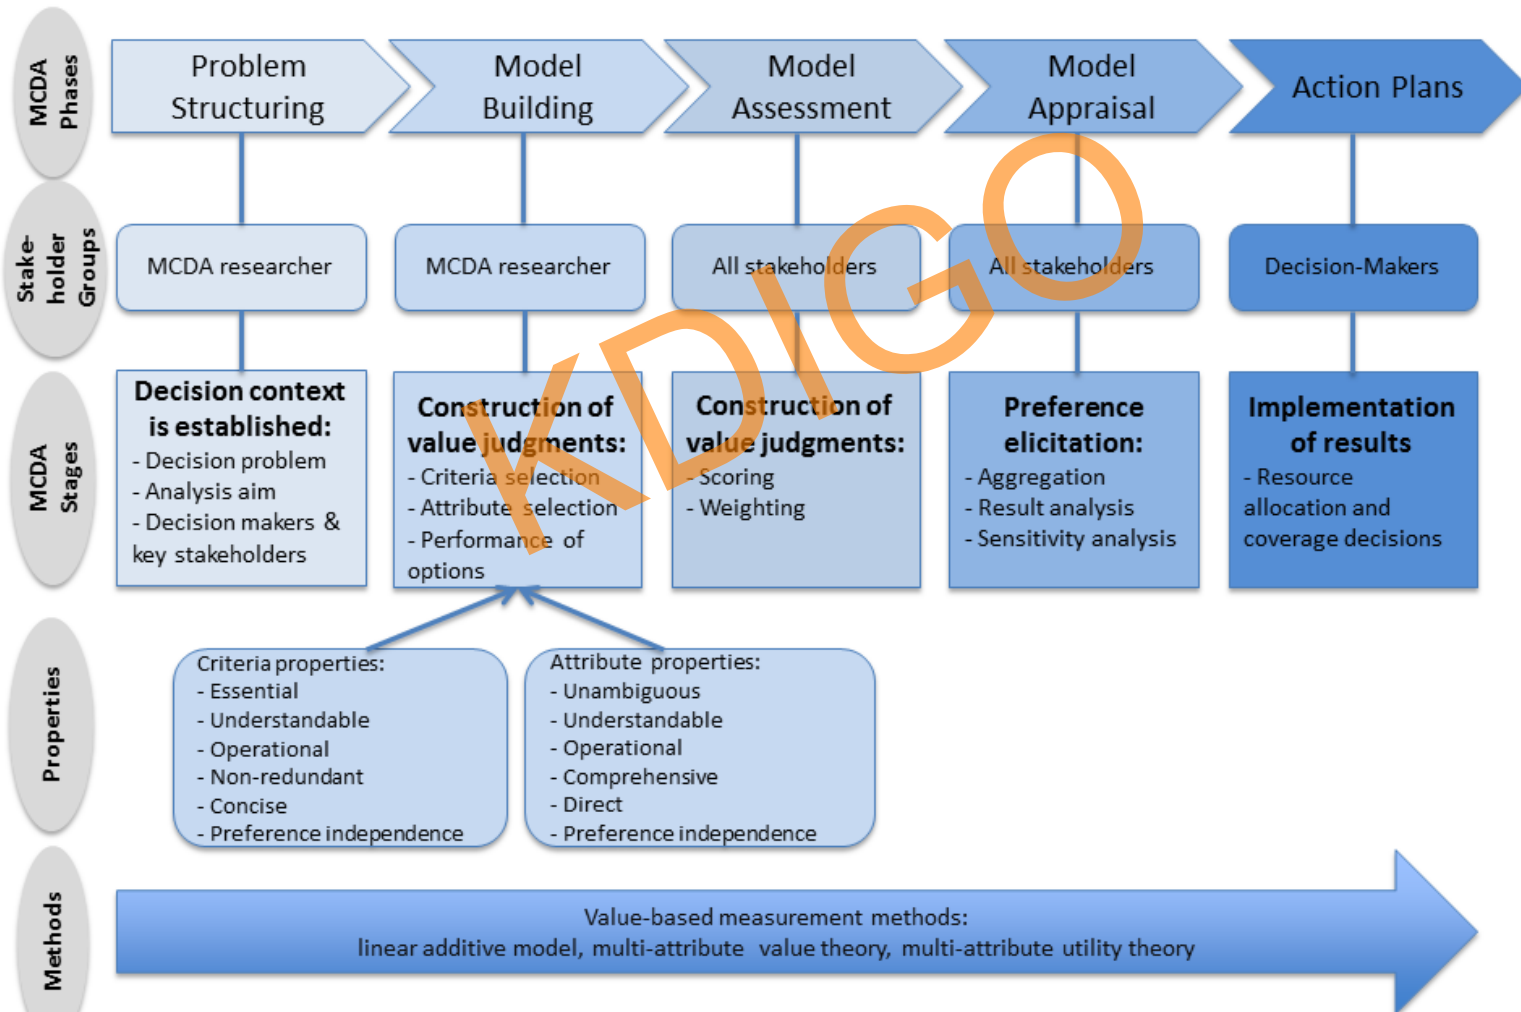 MCDA
Phases
Problem
Structuring
Model
Building
Model
Assessment
Model
Appraisal
Action Plans
Stake-
holder
Groups
MCDA researcher
MCDA researcher
All stakeholders
All stakeholders
Decision-Makers
MCDA
Stages
Decision context
is established:
- Decision problem
- Analysis aim
- Decision makers &
key stakeholders
Construction of
value judgments:
- Criteria selection
- Attribute selection
- Performance of
options
Construction of
value judgments:
- Scoring
- Weighting
Preference
elicitation:
- Aggregation
- Result analysis
- Sensitivity analysis
Implementation
of results
- Resource
allocation and
coverage decisions
KDIGO
Properties
Criteria properties:
- Essential
- Understandable
- Operational
- Non-redundant
- Concise
- Preference independence
Attribute properties:
- Unambiguous
- Understandable
- Operational
- Comprehensive
- Direct
- Preference independence
Methods
Value-based measurement methods:
linear additive model, multi-attribute value theory, multi-attribute utility theory